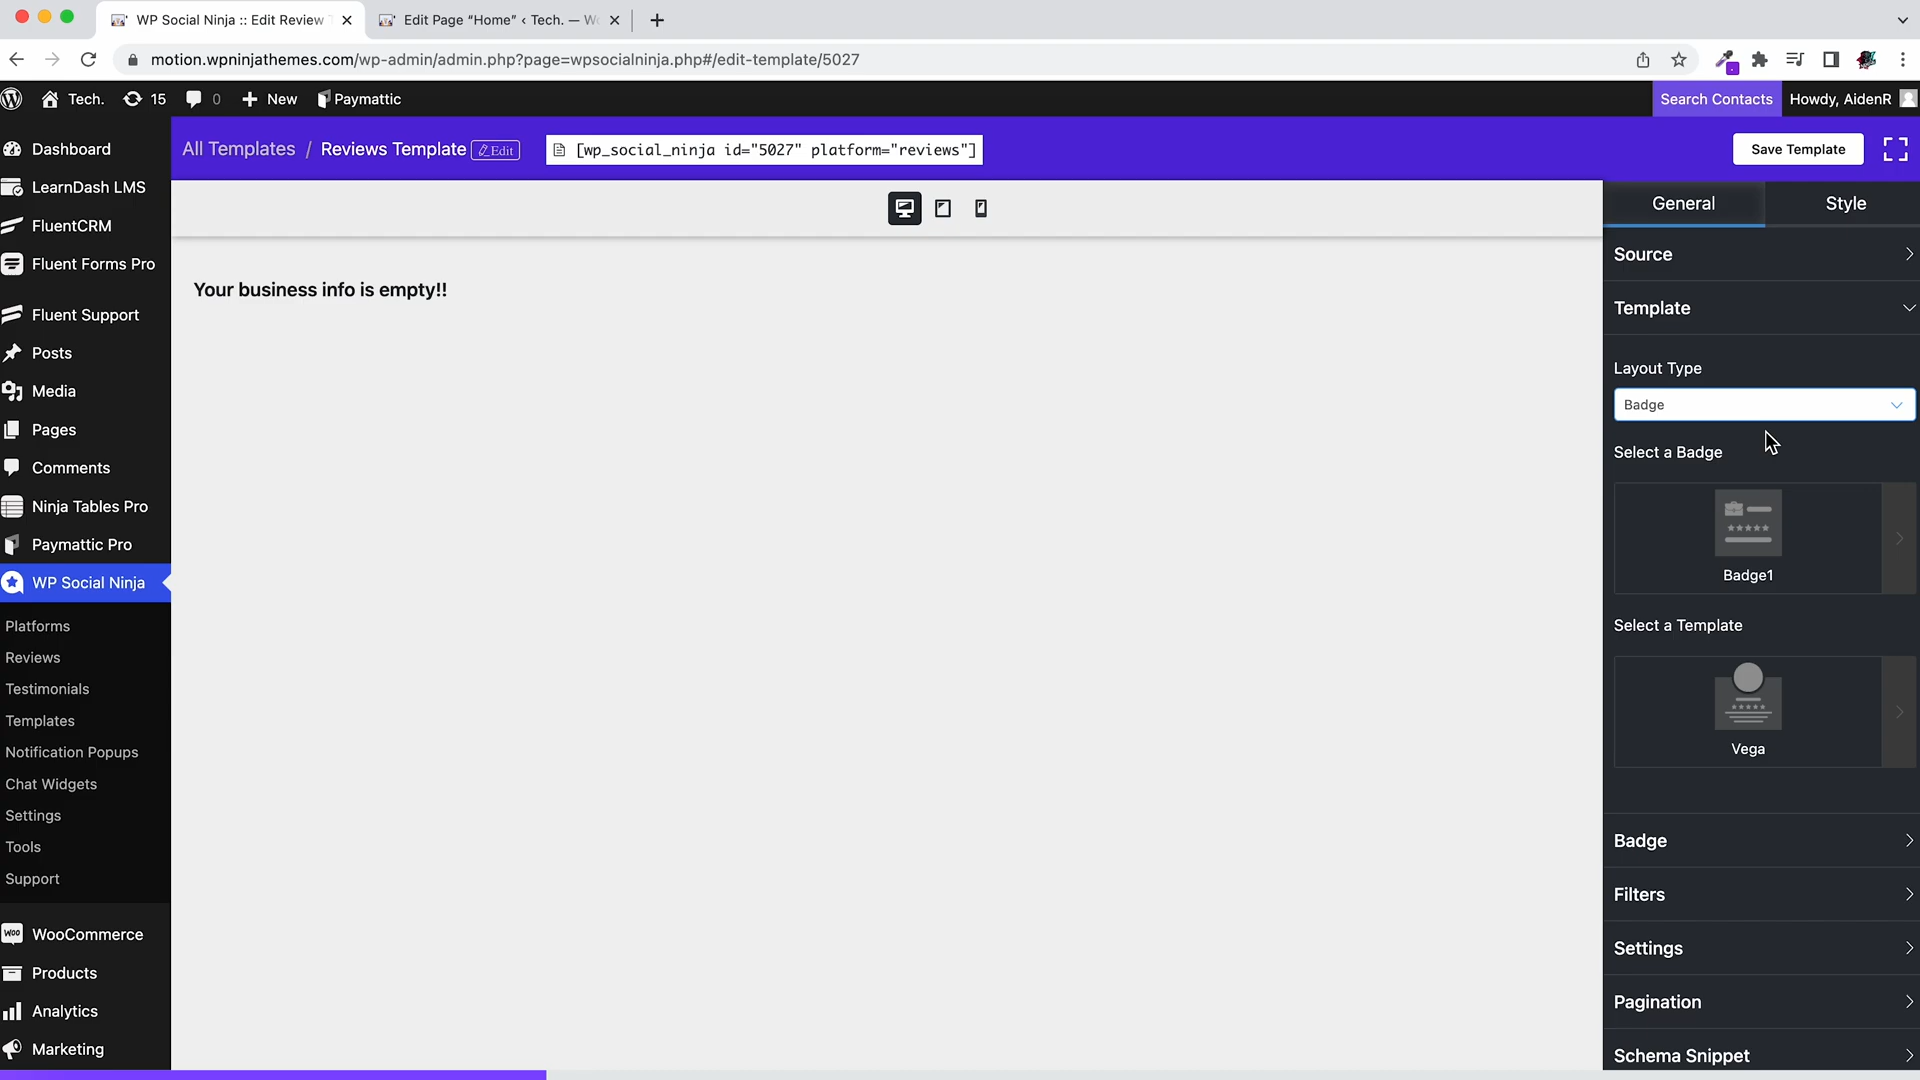 WP Social Ninja :: Edit Review
Edit Page “Home” ‹ Tech. — Wo
motion.wpninjathemes.com/wp-admin/admin.php?page=wpsocialninja.php#/edit-template/5027
Tech.
15
0
New
Paymattic
Search Contacts
Howdy, AidenR
Dashboard
LearnDash LMS
FluentCRM
Fluent Forms Pro
Fluent Support
Posts
Media
Pages
Comments
Ninja Tables Pro
Paymattic Pro
WP Social Ninja
Platforms
Reviews
Testimonials
Templates
Notification Popups
Chat Widgets
Settings
Tools
Support
Woo
WooCommerce
Products
Analytics
Marketing
All Templates / Reviews Template
Edit
[wp_social_ninja id="5027" platform="reviews"]
Save Template
Your business info is empty!!
General
Style
Source
Template
Layout Type
Badge
Select a Badge
Badge1
Select a Template
Vega
Badge
Filters
Settings
Pagination
Schema Snippet